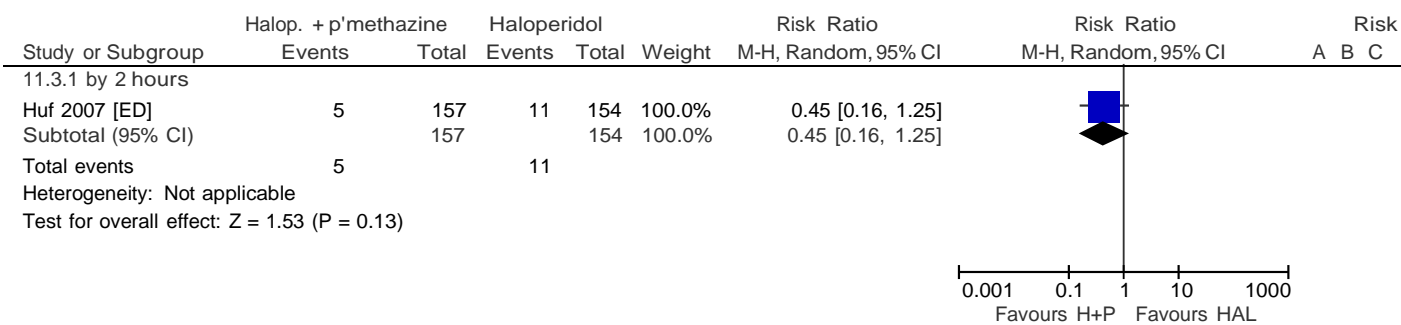 Halop. + p'methazine Haloperidol Risk Ratio Risk Ratio Risk
Study or Subgroup Events Total Events Total Weight M-H, Random, 95% CI M-H, Random, 95% CI A B C
11.3.1 by 2 hours
Huf 2007 [ED] 5 157 11 154 100.0% 0.45 [0.16, 1.25]
Subtotal (95% CI) 157 154 100.0% 0.45 [0.16, 1.25]
Total events 5 11
Heterogeneity: Not applicable
Test for overall effect: Z = 1.53 (P = 0.13)
0.001 0.1 1 10 1000
Favours H+P Favours HAL